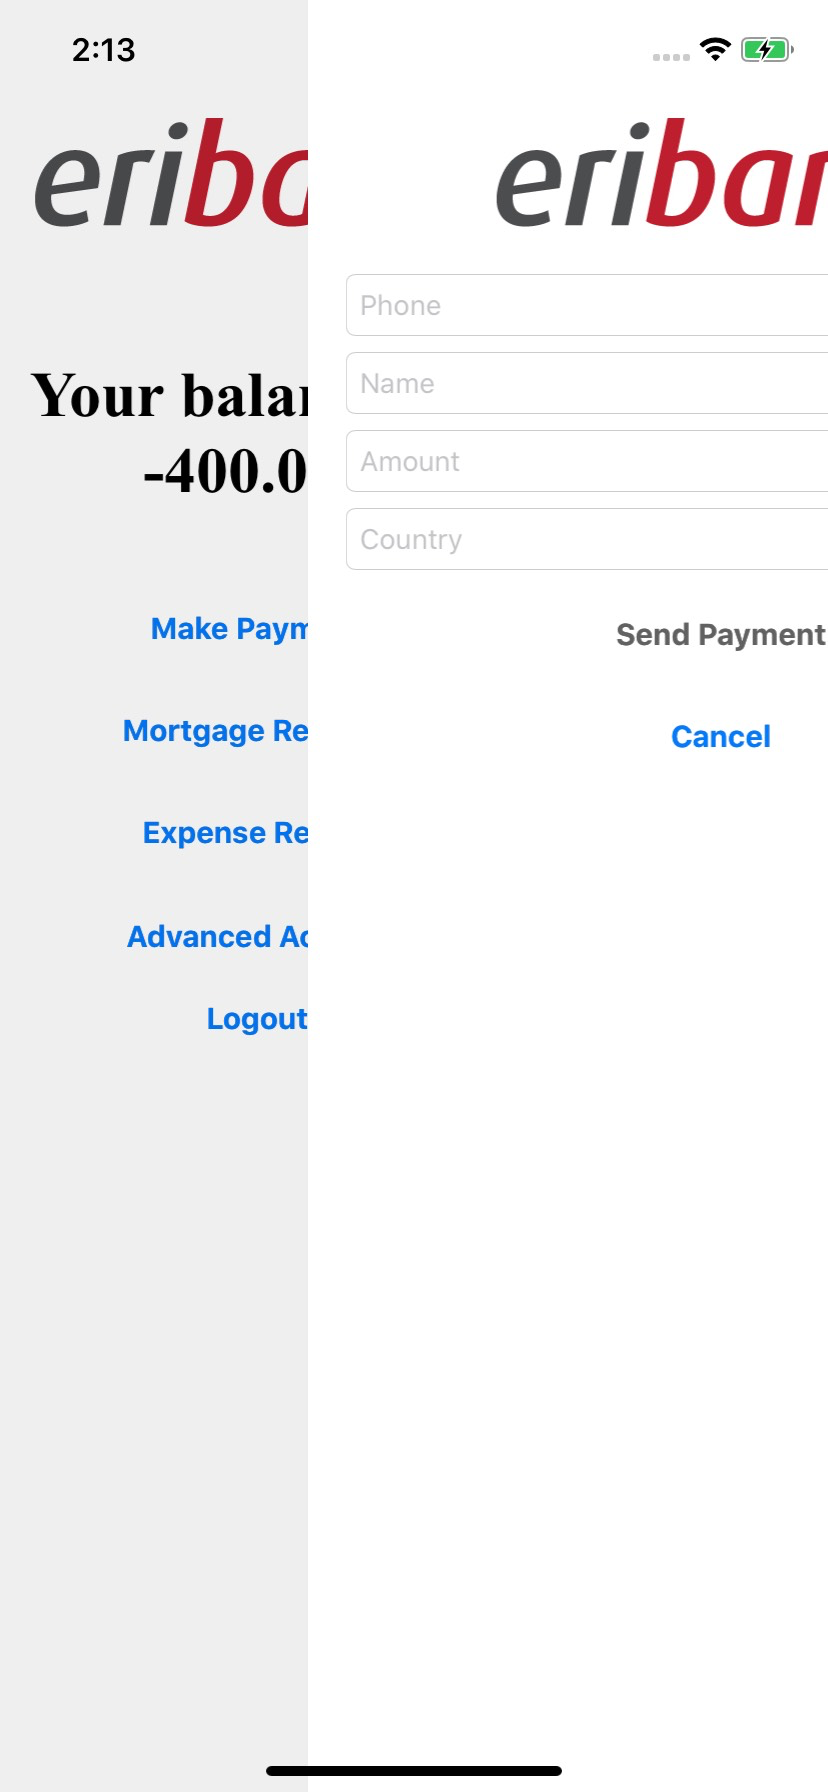 2:13
eriba
Your balan
-400.0
Make Paym
Mortgage Re
Expense Re
Advanced Ac
Logout
eriban
Phone
Name
Amount
Country
Send Payment
Cancel